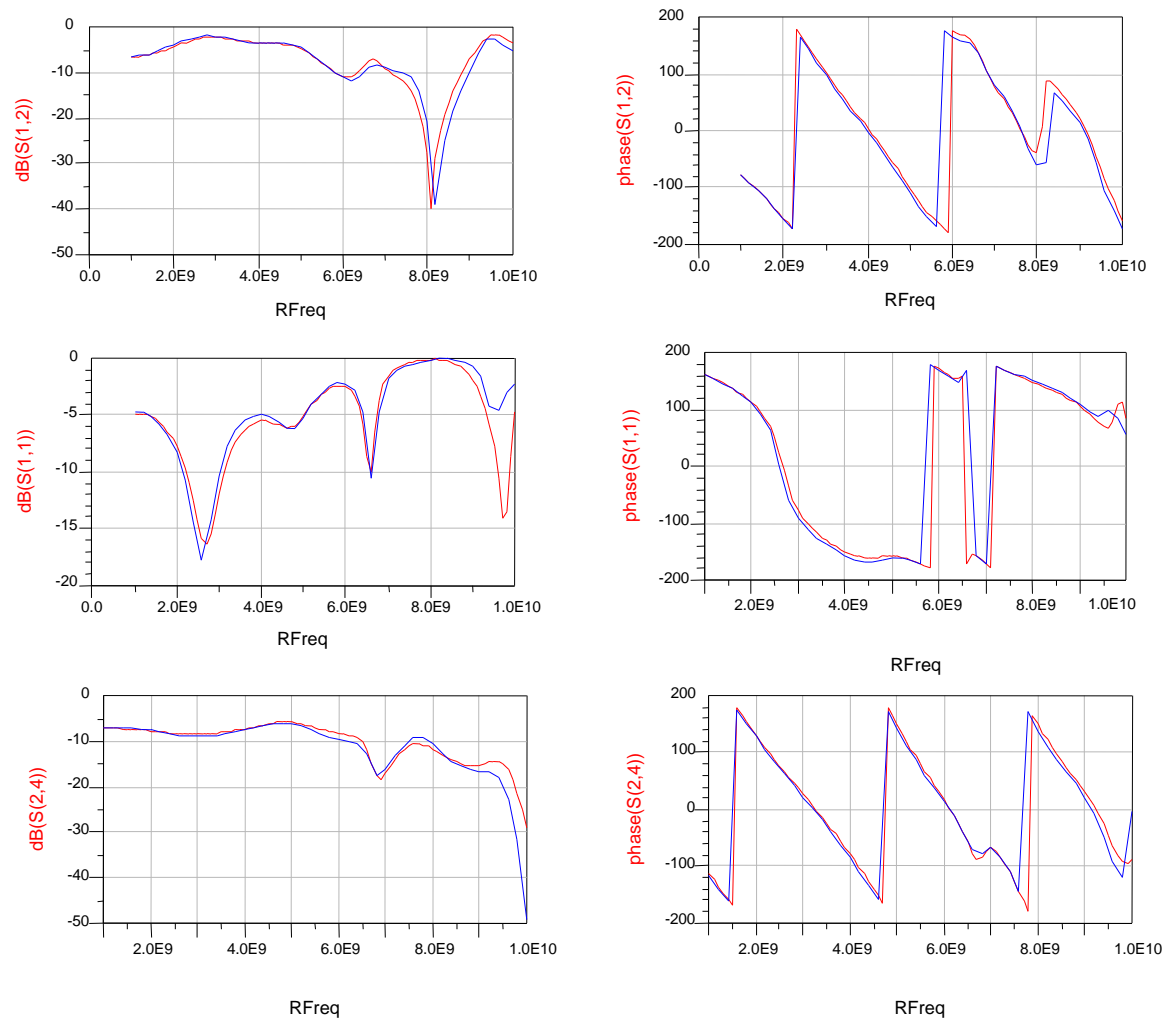 0
-10
-20
-30
-40
-50
dB(S(1,2))
0.0 2.0E9 4.0E9 6.0E9 8.0E9 1.0E10
RFreq
200
100
0
-100
-200
phase(S(1,2))
0.0 2.0E9 4.0E9 6.0E9 8.0E9 1.0E10
RFreq
0
-5
-10
-15
-20
dB(S(1,1))
0.0 2.0E9 4.0E9 6.0E9 8.0E9 1.0E10
RFreq
200
100
0
-100
-200
phase(S(1,1))
2.0E9 4.0E9 6.0E9 8.0E9 1.0E10
RFreq
0
-10
-20
-30
-40
-50
dB(S(2,4))
2.0E9 4.0E9 6.0E9 8.0E9 1.0E10
RFreq
200
100
0
-100
-200
phase(S(2,4))
2.0E9 4.0E9 6.0E9 8.0E9 1.0E10
RFreq